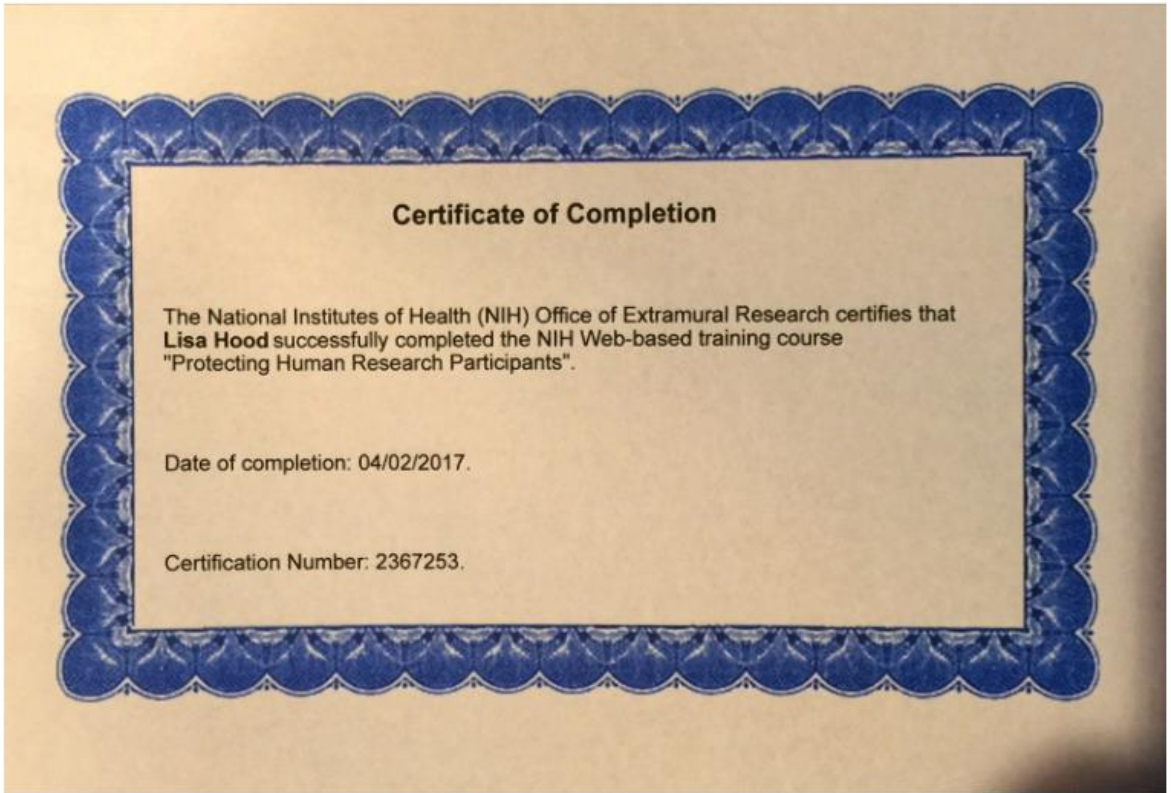 Certificate of Completion
The National Institutes of Health (NIH) Office of Extramural Research certifies that
Lisa Hood successfully completed the NIH Web-based training course
"Protecting Human Research Participants".
Date of completion: 04/02/2017.
Certification Number: 2367253.